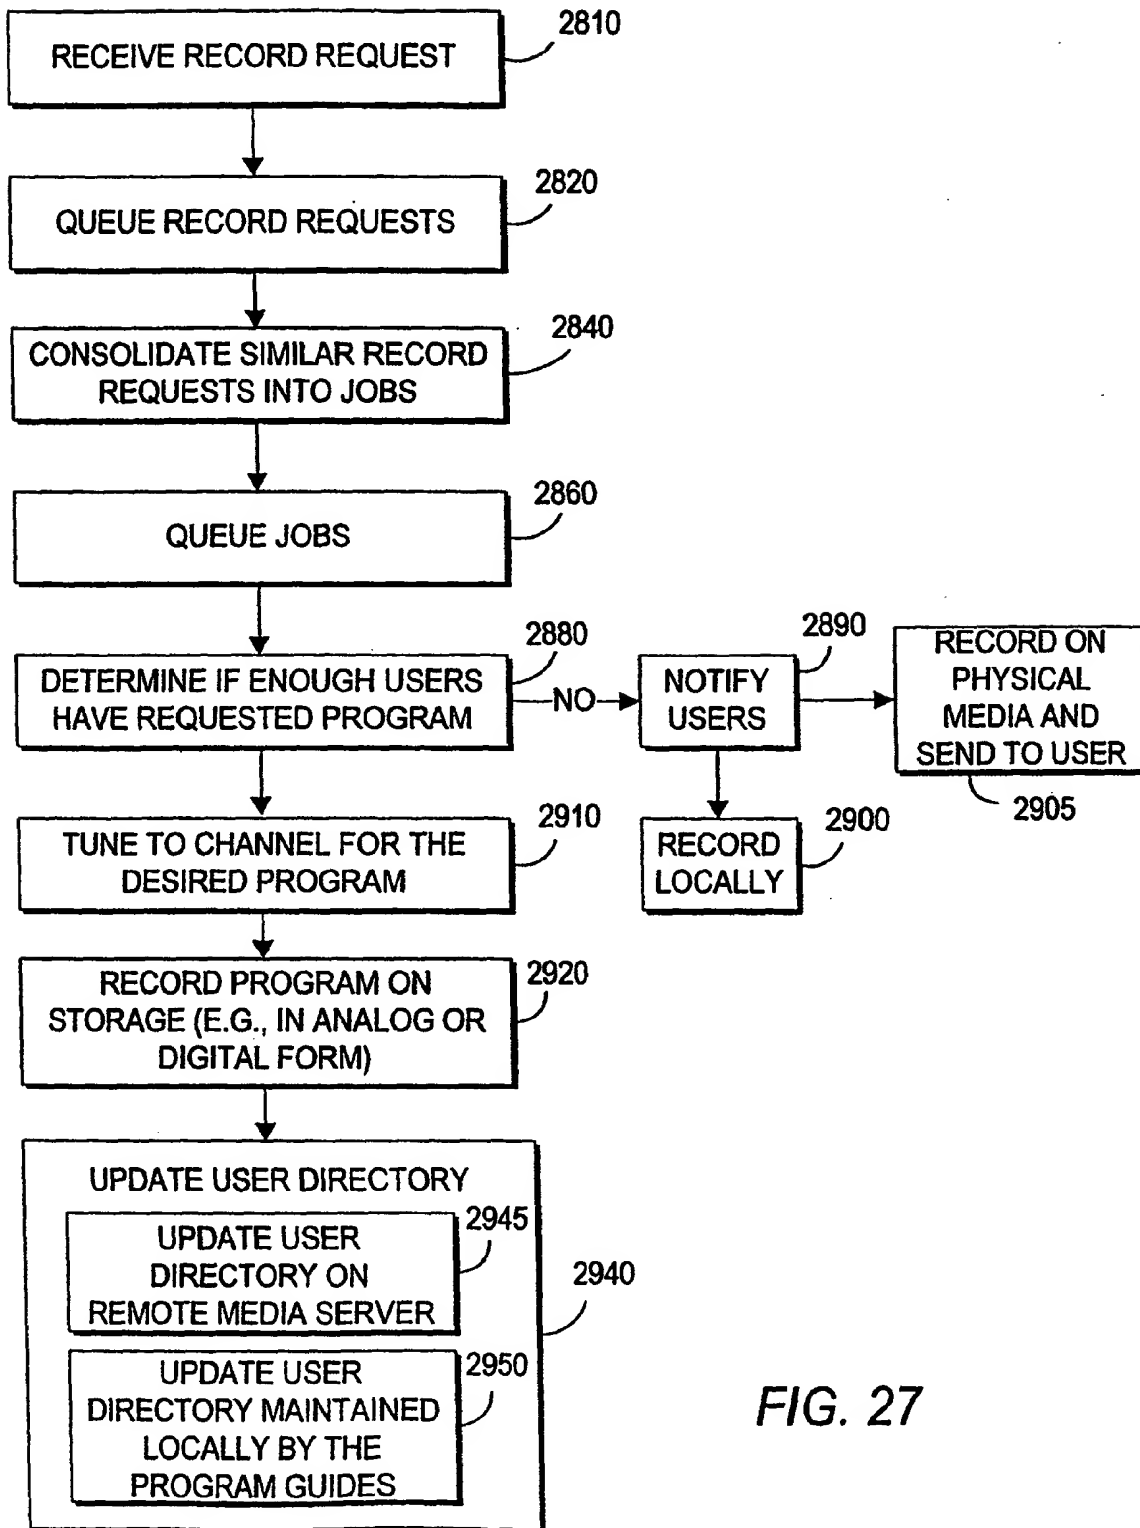 RECEIVE RECORD REQUEST
2810
QUEUE RECORD REQUESTS
2820
CONSOLIDATE SIMILAR RECORD
REQUESTS INTO JOBS
2840
QUEUE JOBS
2860
DETERMINE IF ENOUGH USERS
HAVE REQUESTED PROGRAM
2880
NO
NOTIFY
USERS
2890
RECORD ON
PHYSICAL
MEDIA AND
SEND TO USER
2905
RECORD
LOCALLY
2900
TUNE TO CHANNEL FOR THE
DESIRED PROGRAM
2910
RECORD PROGRAM ON
STORAGE (E.G., IN ANALOG OR
DIGITAL FORM)
2920
UPDATE USER DIRECTORY
2940
UPDATE USER
DIRECTORY ON
REMOTE MEDIA SERVER
2945
UPDATE USER
DIRECTORY MAINTAINED
LOCALLY BY THE
PROGRAM GUIDES
2950
FIG. 27